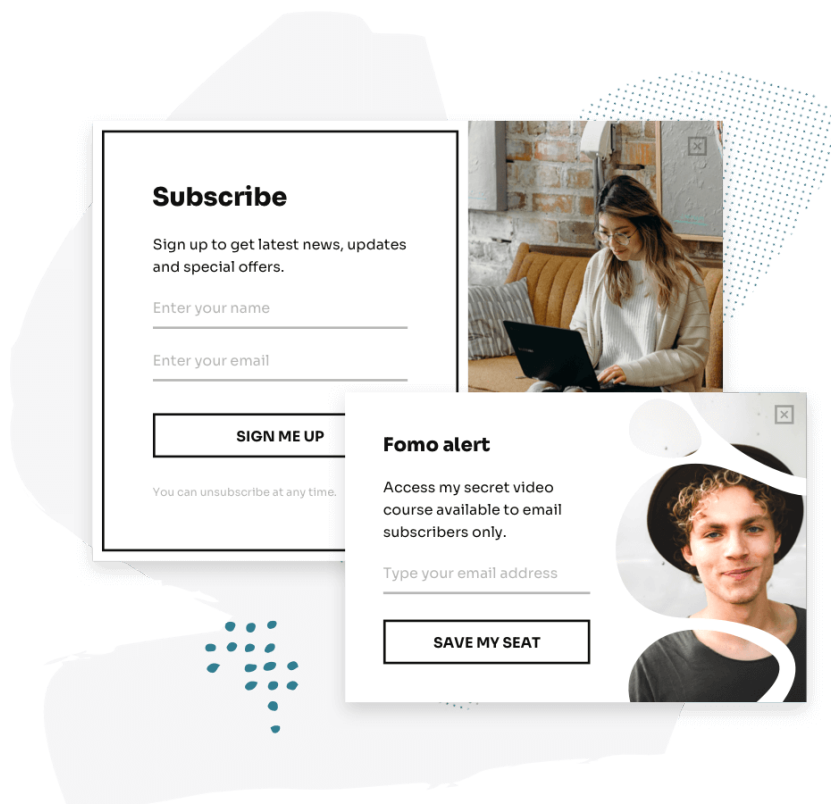 Subscribe
Sign up to get latest news, updates
and special offers.
Enter your name
Enter your email
SIGN ME UP
You can unsubscribe at any time.
Fomo alert
Access my secret video
course available to email
subscribers only.
Type your email address
SAVE MY SEAT